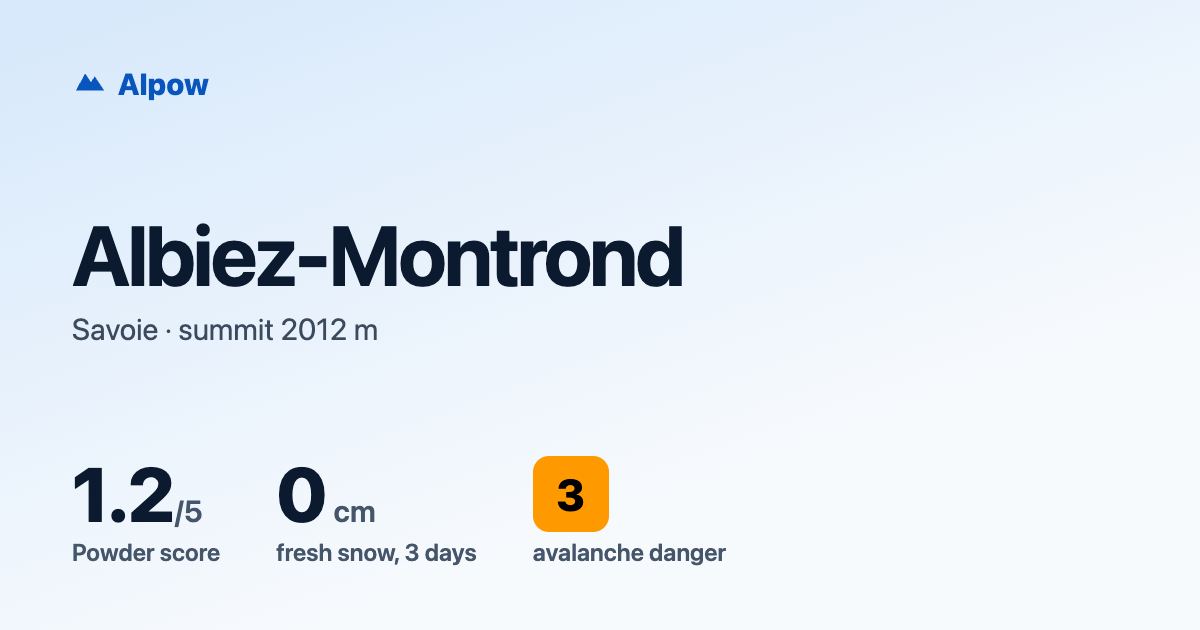 Alpow
Albiez-Montrond
Savoie · summit 2012 m
1.2/5
Powder score
0 cm
fresh snow, 3 days
3
avalanche danger